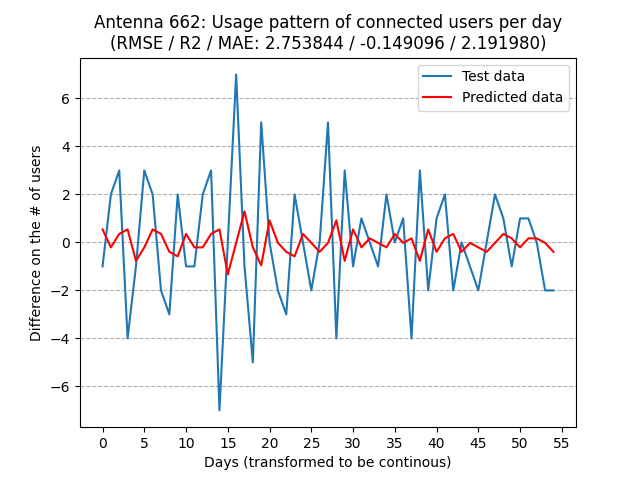 Antenna 662: Usage pattern of connected users per day
(RMSE / R2 / MAE: 2.753844 / -0.149096 / 2.191980)
Test data
Predicted data
Difference on the # of users
6
4
2
0
−2
−4
−6
0 5 10 15 20 25 30 35 40 45 50 55
Days (transformed to be continous)